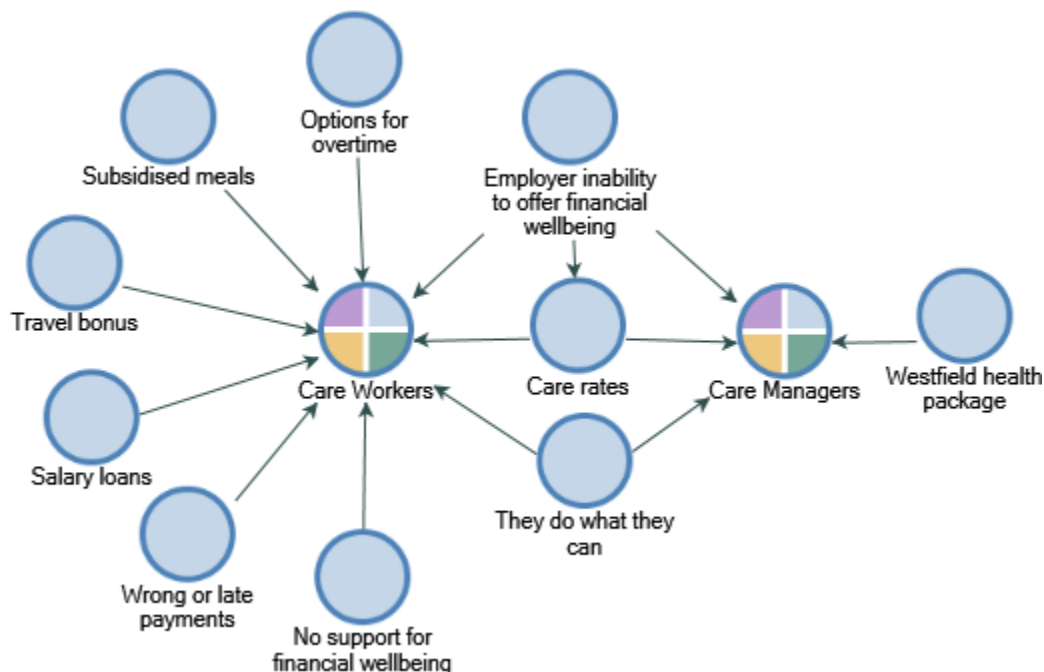 Options for
overtime
Subsidised meals
Employer inability
to offer financial
wellbeing
Travel bonus
Care Workers
Care rates
Care Managers
Westfield health
package
Salary loans
They do what they
can
Wrong or late
payments
No support for
financial wellbeing